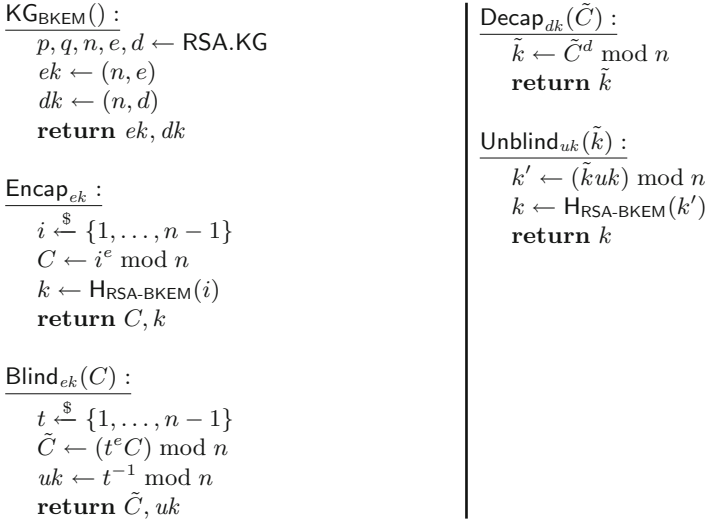 KG_BKEM() :
p, q, n, e, d ← RSA.KG
ek ← (n, e)
dk ← (n, d)
return ek, dk
Encap_ek :
i ←$ {1, . . . , n − 1}
C ← i^e mod n
k ← H_RSA-BKEM(i)
return C, k
Blind_ek(C) :
t ←$ {1, . . . , n − 1}
C̃ ← (t^e C) mod n
uk ← t^−1 mod n
return C̃, uk
Decap_dk(C̃) :
k̃ ← C̃^d mod n
return k̃
Unblind_uk(k̃) :
k′ ← (k̃uk) mod n
k ← H_RSA-BKEM(k′)
return k